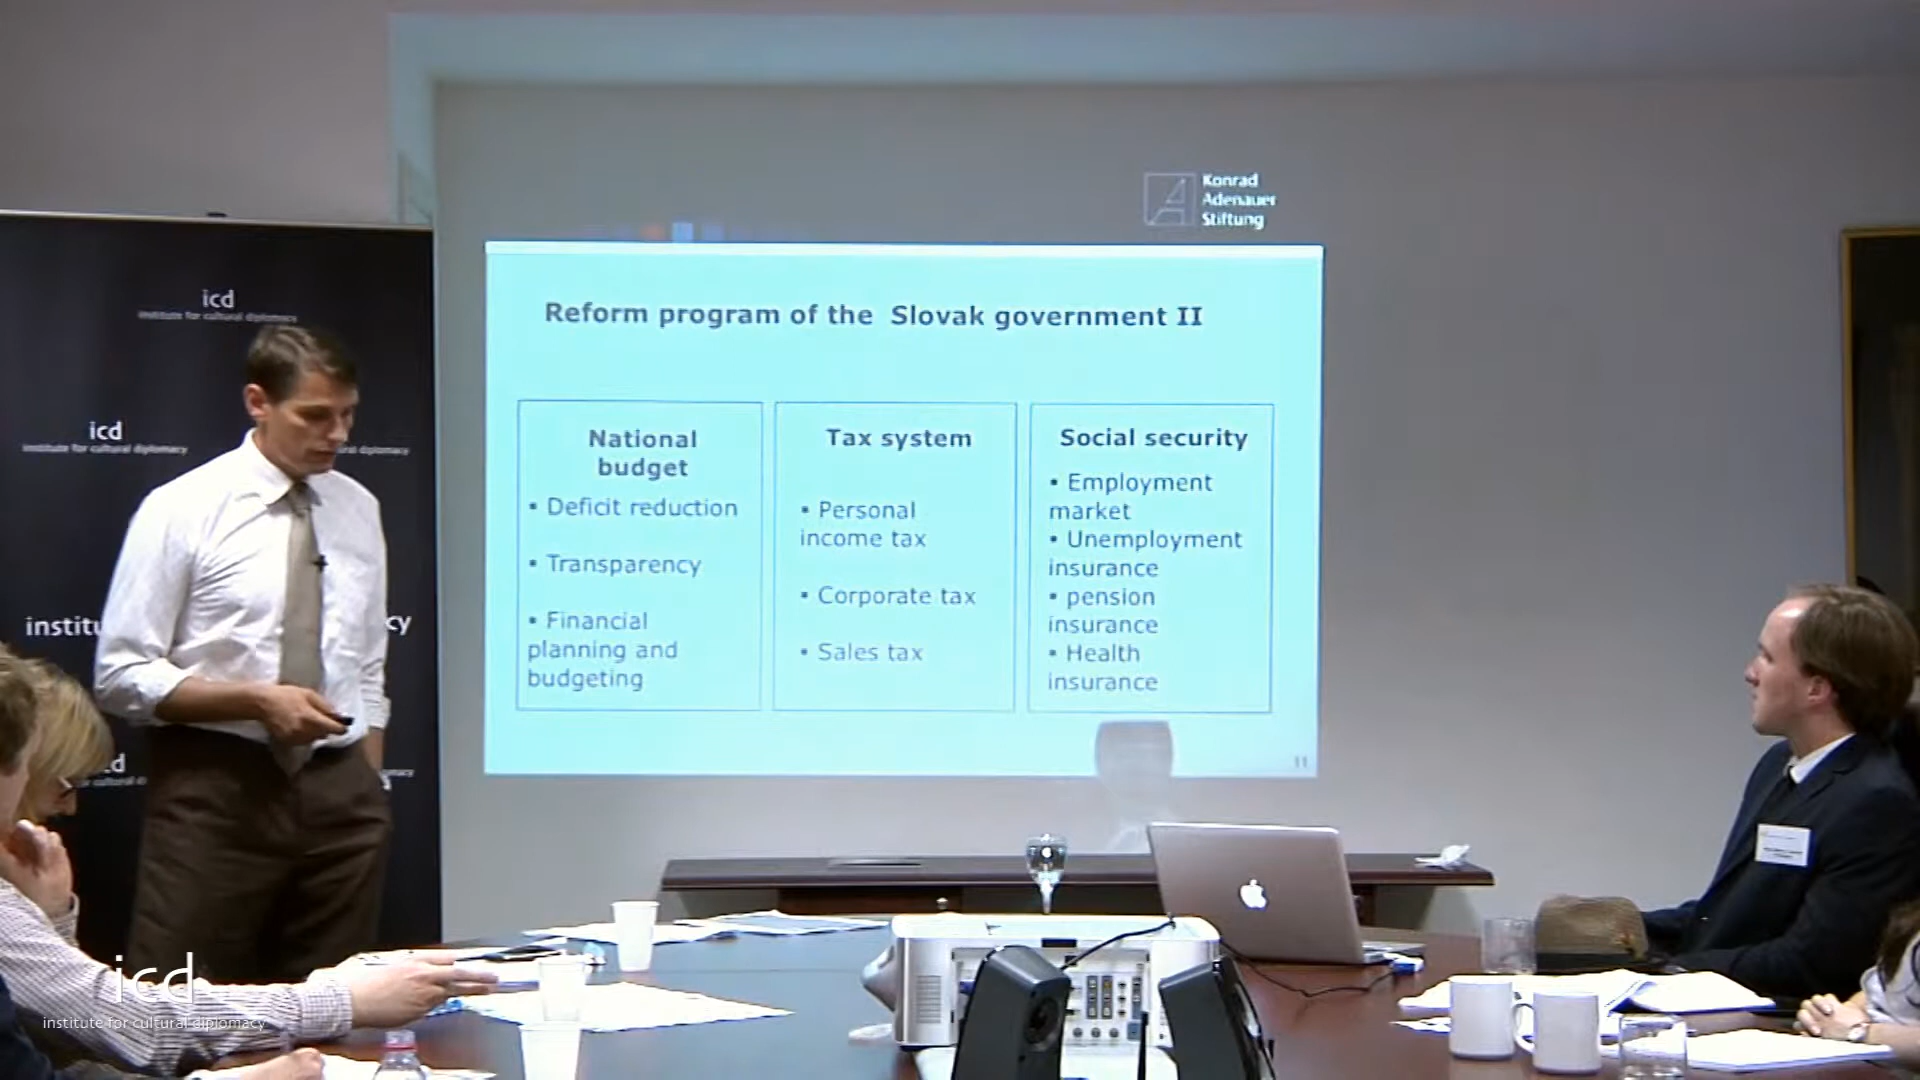 Konrad
Adenauer
Stiftung
icd
institute for cultural diplomacy
icd
institute for cultural diplomacy
Reform program of the Slovak government II
National
budget
▪ Deficit reduction
▪ Transparency
▪ Financial
planning and
budgeting
Tax system
▪ Personal
income tax
▪ Corporate tax
▪ Sales tax
Social security
▪ Employment
market
▪ Unemployment
insurance
▪ pension
insurance
▪ Health
insurance
11
icd
institute for cultural diplomacy